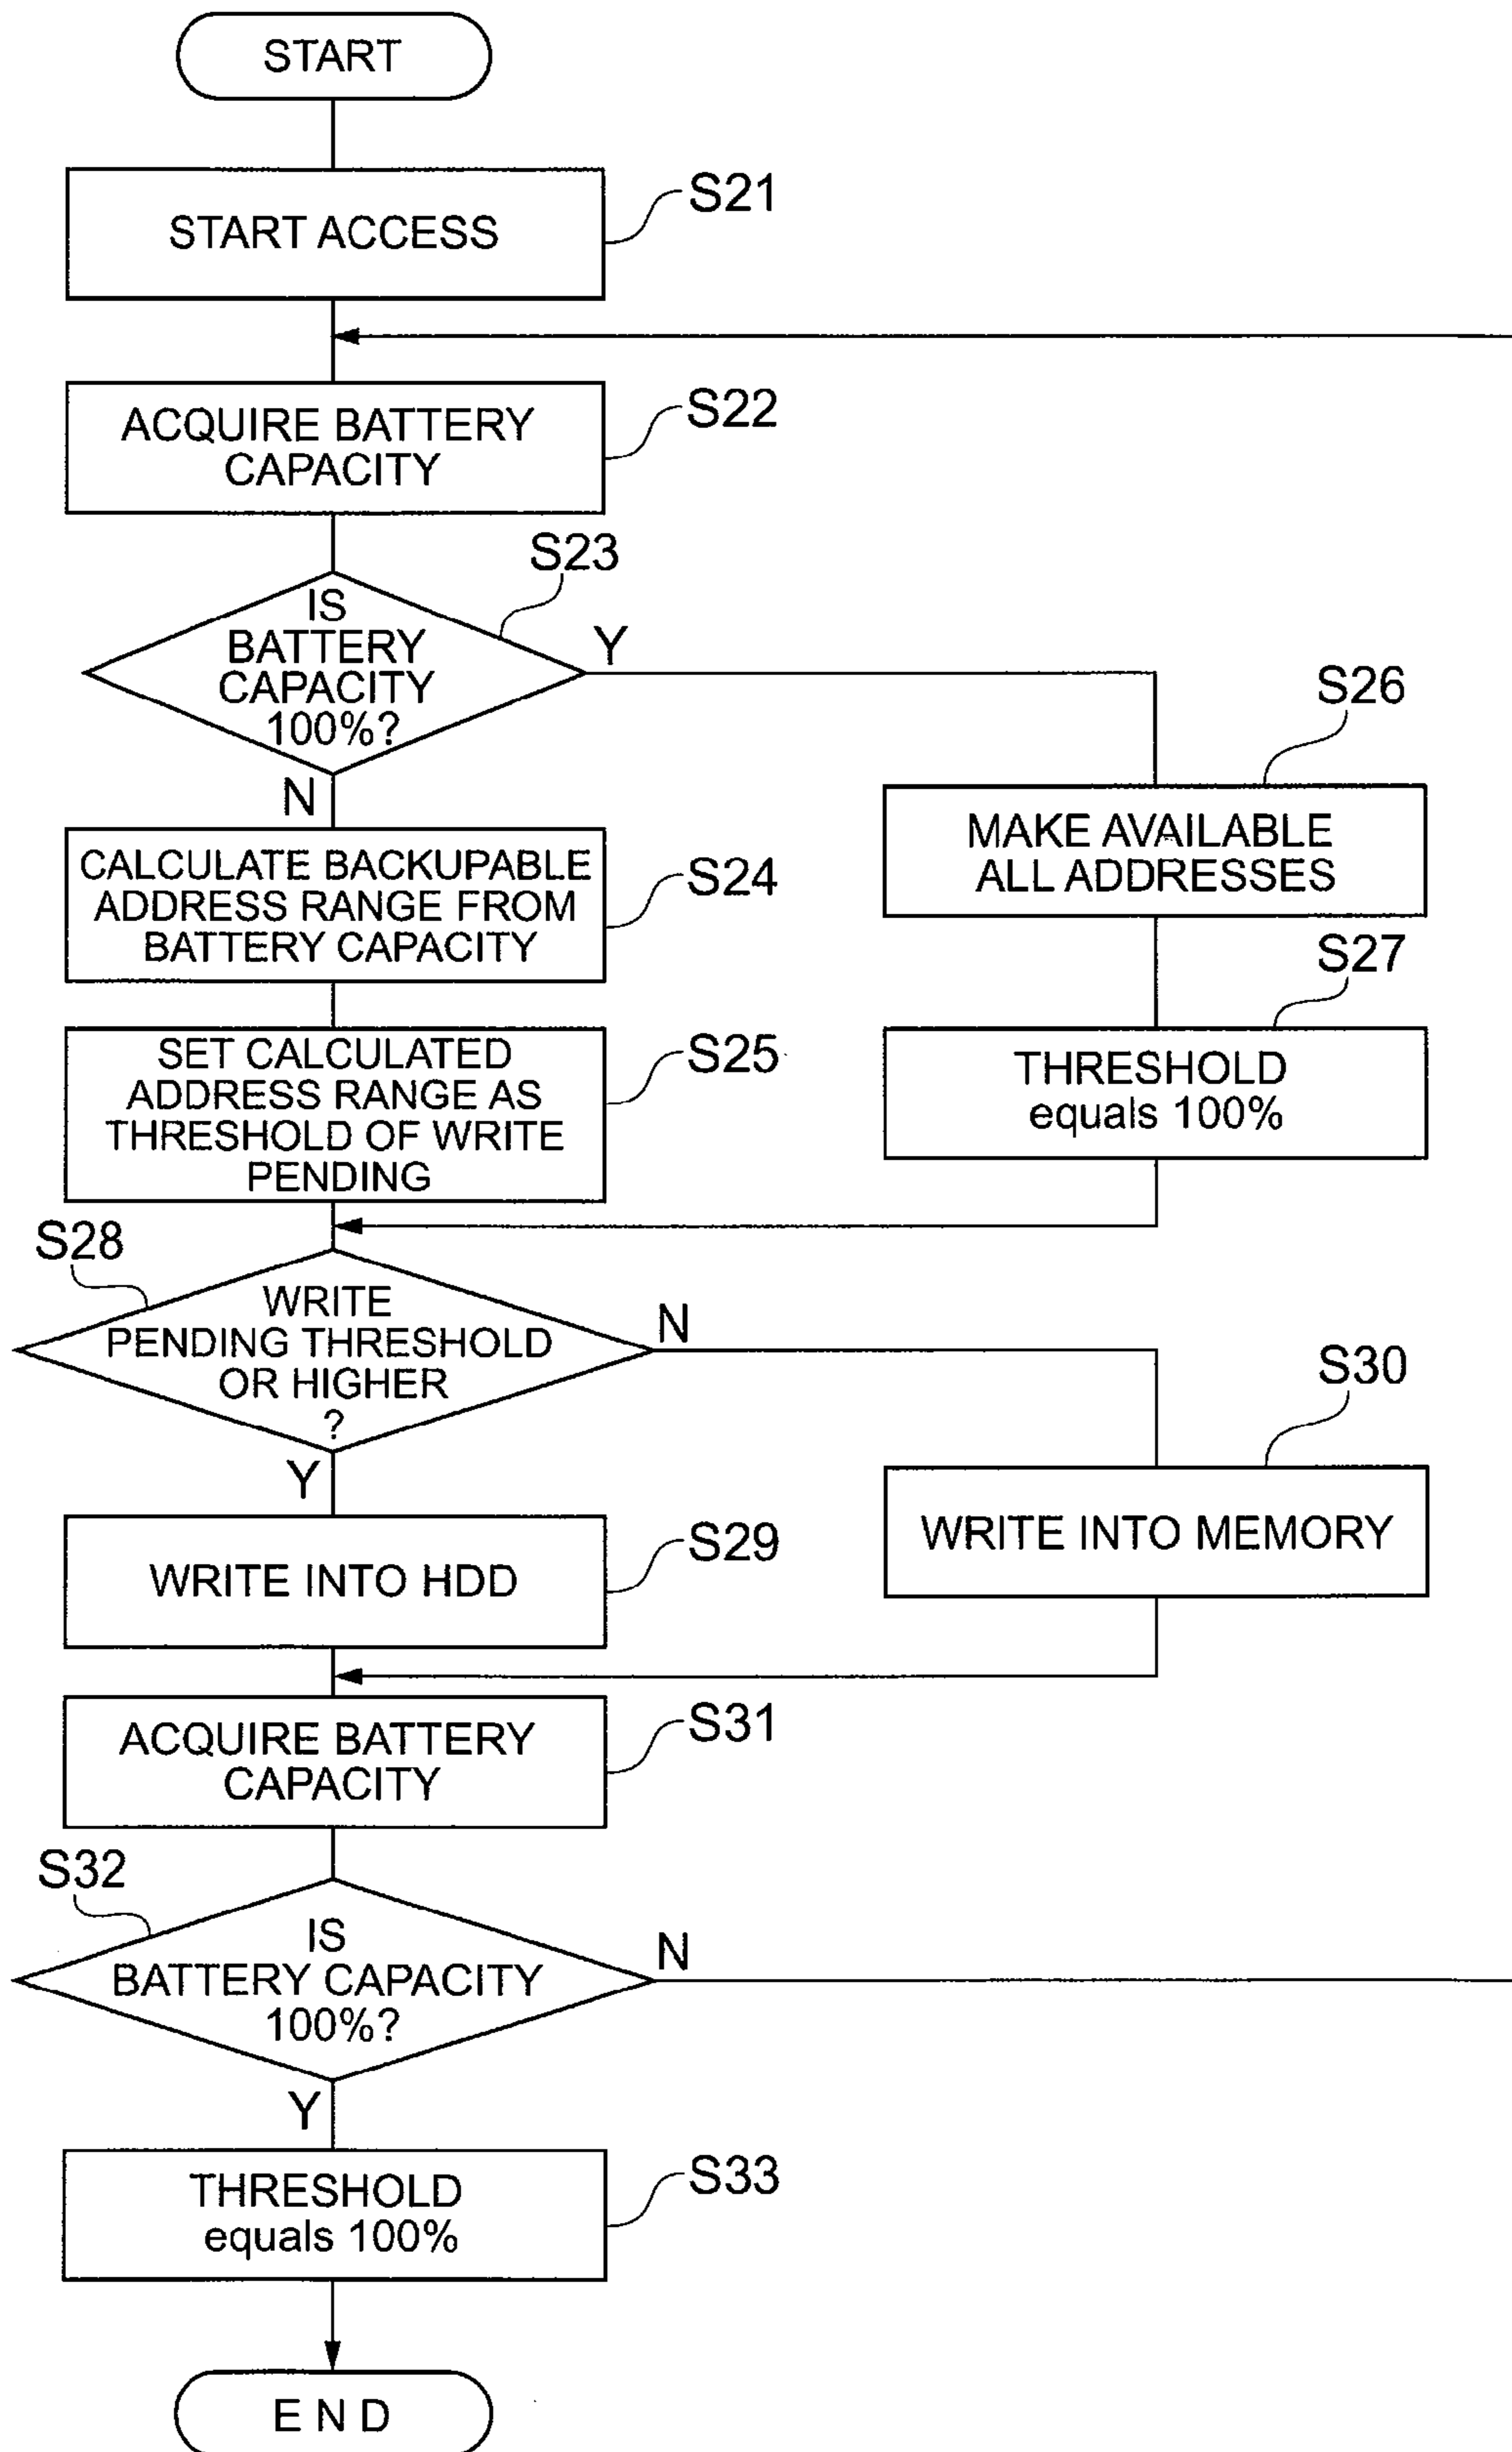 START
START ACCESS
S21
ACQUIRE BATTERY
CAPACITY
S22
S23
IS
BATTERY
CAPACITY
100%?
Y
N
S26
MAKE AVAILABLE
ALL ADDRESSES
CALCULATE BACKUPABLE
ADDRESS RANGE FROM
BATTERY CAPACITY
S24
S27
THRESHOLD
equals 100%
SET CALCULATED
ADDRESS RANGE AS
THRESHOLD OF WRITE
PENDING
S25
S28
WRITE
PENDING THRESHOLD
OR HIGHER
?
N
Y
S30
WRITE INTO MEMORY
WRITE INTO HDD
S29
ACQUIRE BATTERY
CAPACITY
S31
S32
IS
BATTERY CAPACITY
100%?
N
Y
THRESHOLD
equals 100%
S33
END